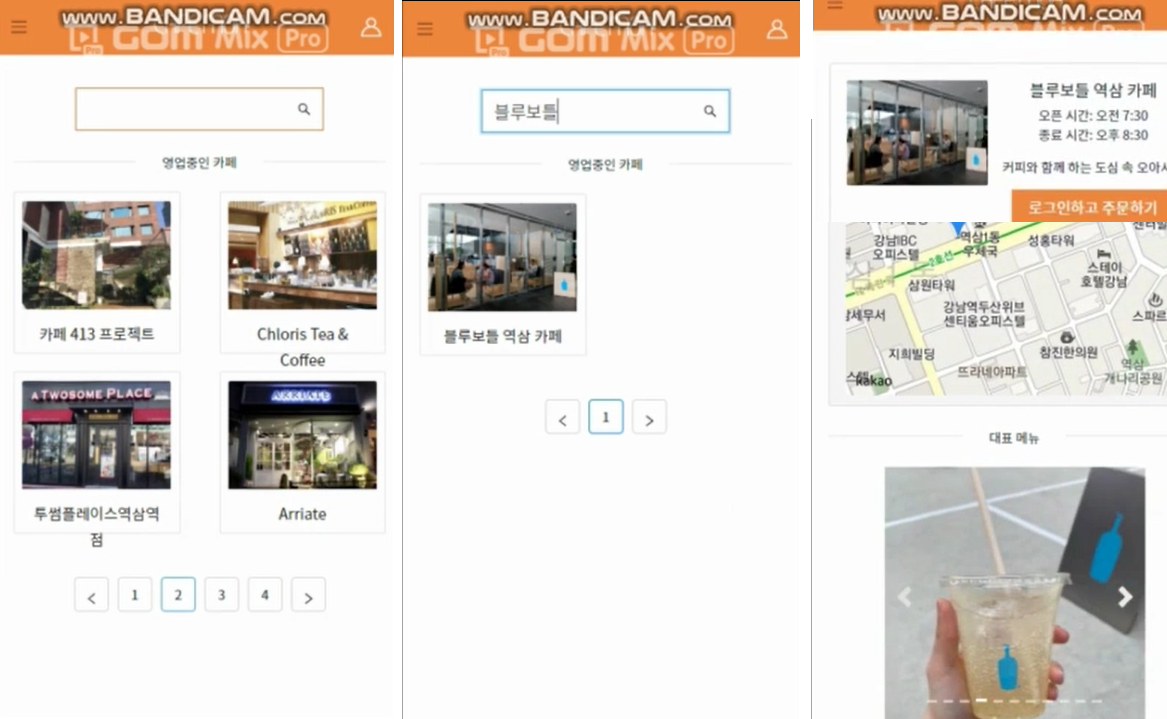 www.BANDICAM.com
GOM Mix Pro
Pro
영업중인 카페
CHLORIS TEA & COFFEE
카페 413 프로젝트
Chloris Tea &
Coffee
A TWOSOME PLACE
ARRIATE
투썸플레이스역삼역
점
Arriate
< 1 2 3 4 >
www.BANDICAM.com
GOM Mix Pro
Pro
블루보틀
영업중인 카페
블루보틀 역삼 카페
< 1 >
www.BANDICAM.com
블루보틀 역삼 카페
오픈 시간: 오전 7:30
종료 시간: 오후 8:30
커피와 함께 하는 도심 속 오아시
로그인하고 주문하기
강남IBC
오피스텔
역삼1동
우체국
성홍타워
2호선
스테이
호텔강남
삼원타워
강남역두산위브
센티움오피스텔
스파르
참진한의원
지희빌딩
뜨라네아파트
역삼
개나리공원
kakao
대표 메뉴